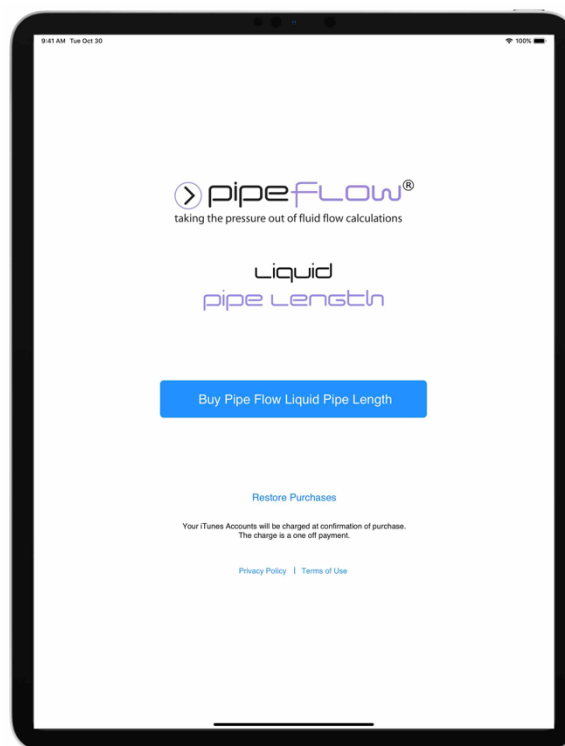 9:41 AM Tue Oct 30
100%
pipeFLOW®
taking the pressure out of fluid flow calculations
Liquid
pipe Length
Buy Pipe Flow Liquid Pipe Length
Restore Purchases
Your iTunes Accounts will be charged at confirmation of purchase.
The charge is a one off payment.
Privacy Policy | Terms of Use